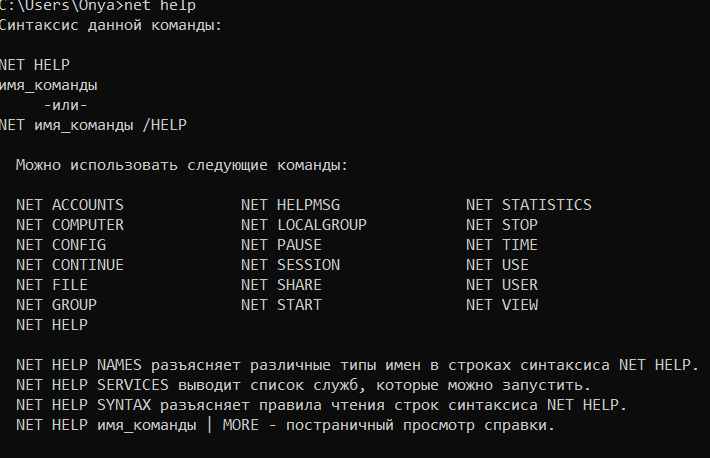 C:\Users\Onya>net help
Синтаксис данной команды:
NET HELP
имя_команды
-или-
NET имя_команды /HELP
Можно использовать следующие команды:
NET ACCOUNTS NET HELPMSG NET STATISTICS
NET COMPUTER NET LOCALGROUP NET STOP
NET CONFIG NET PAUSE NET TIME
NET CONTINUE NET SESSION NET USE
NET FILE NET SHARE NET USER
NET GROUP NET START NET VIEW
NET HELP
NET HELP NAMES разъясняет различные типы имен в строках синтаксиса NET HELP.
NET HELP SERVICES выводит список служб, которые можно запустить.
NET HELP SYNTAX разъясняет правила чтения строк синтаксиса NET HELP.
NET HELP имя_команды | MORE - постраничный просмотр справки.